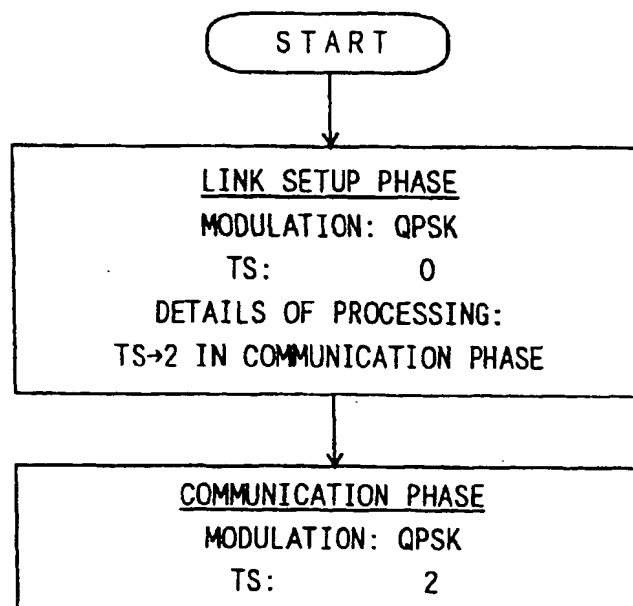 START
LINK SETUP PHASE
MODULATION: QPSK
TS: 0
DETAILS OF PROCESSING:
TS→2 IN COMMUNICATION PHASE
COMMUNICATION PHASE
MODULATION: QPSK
TS: 2